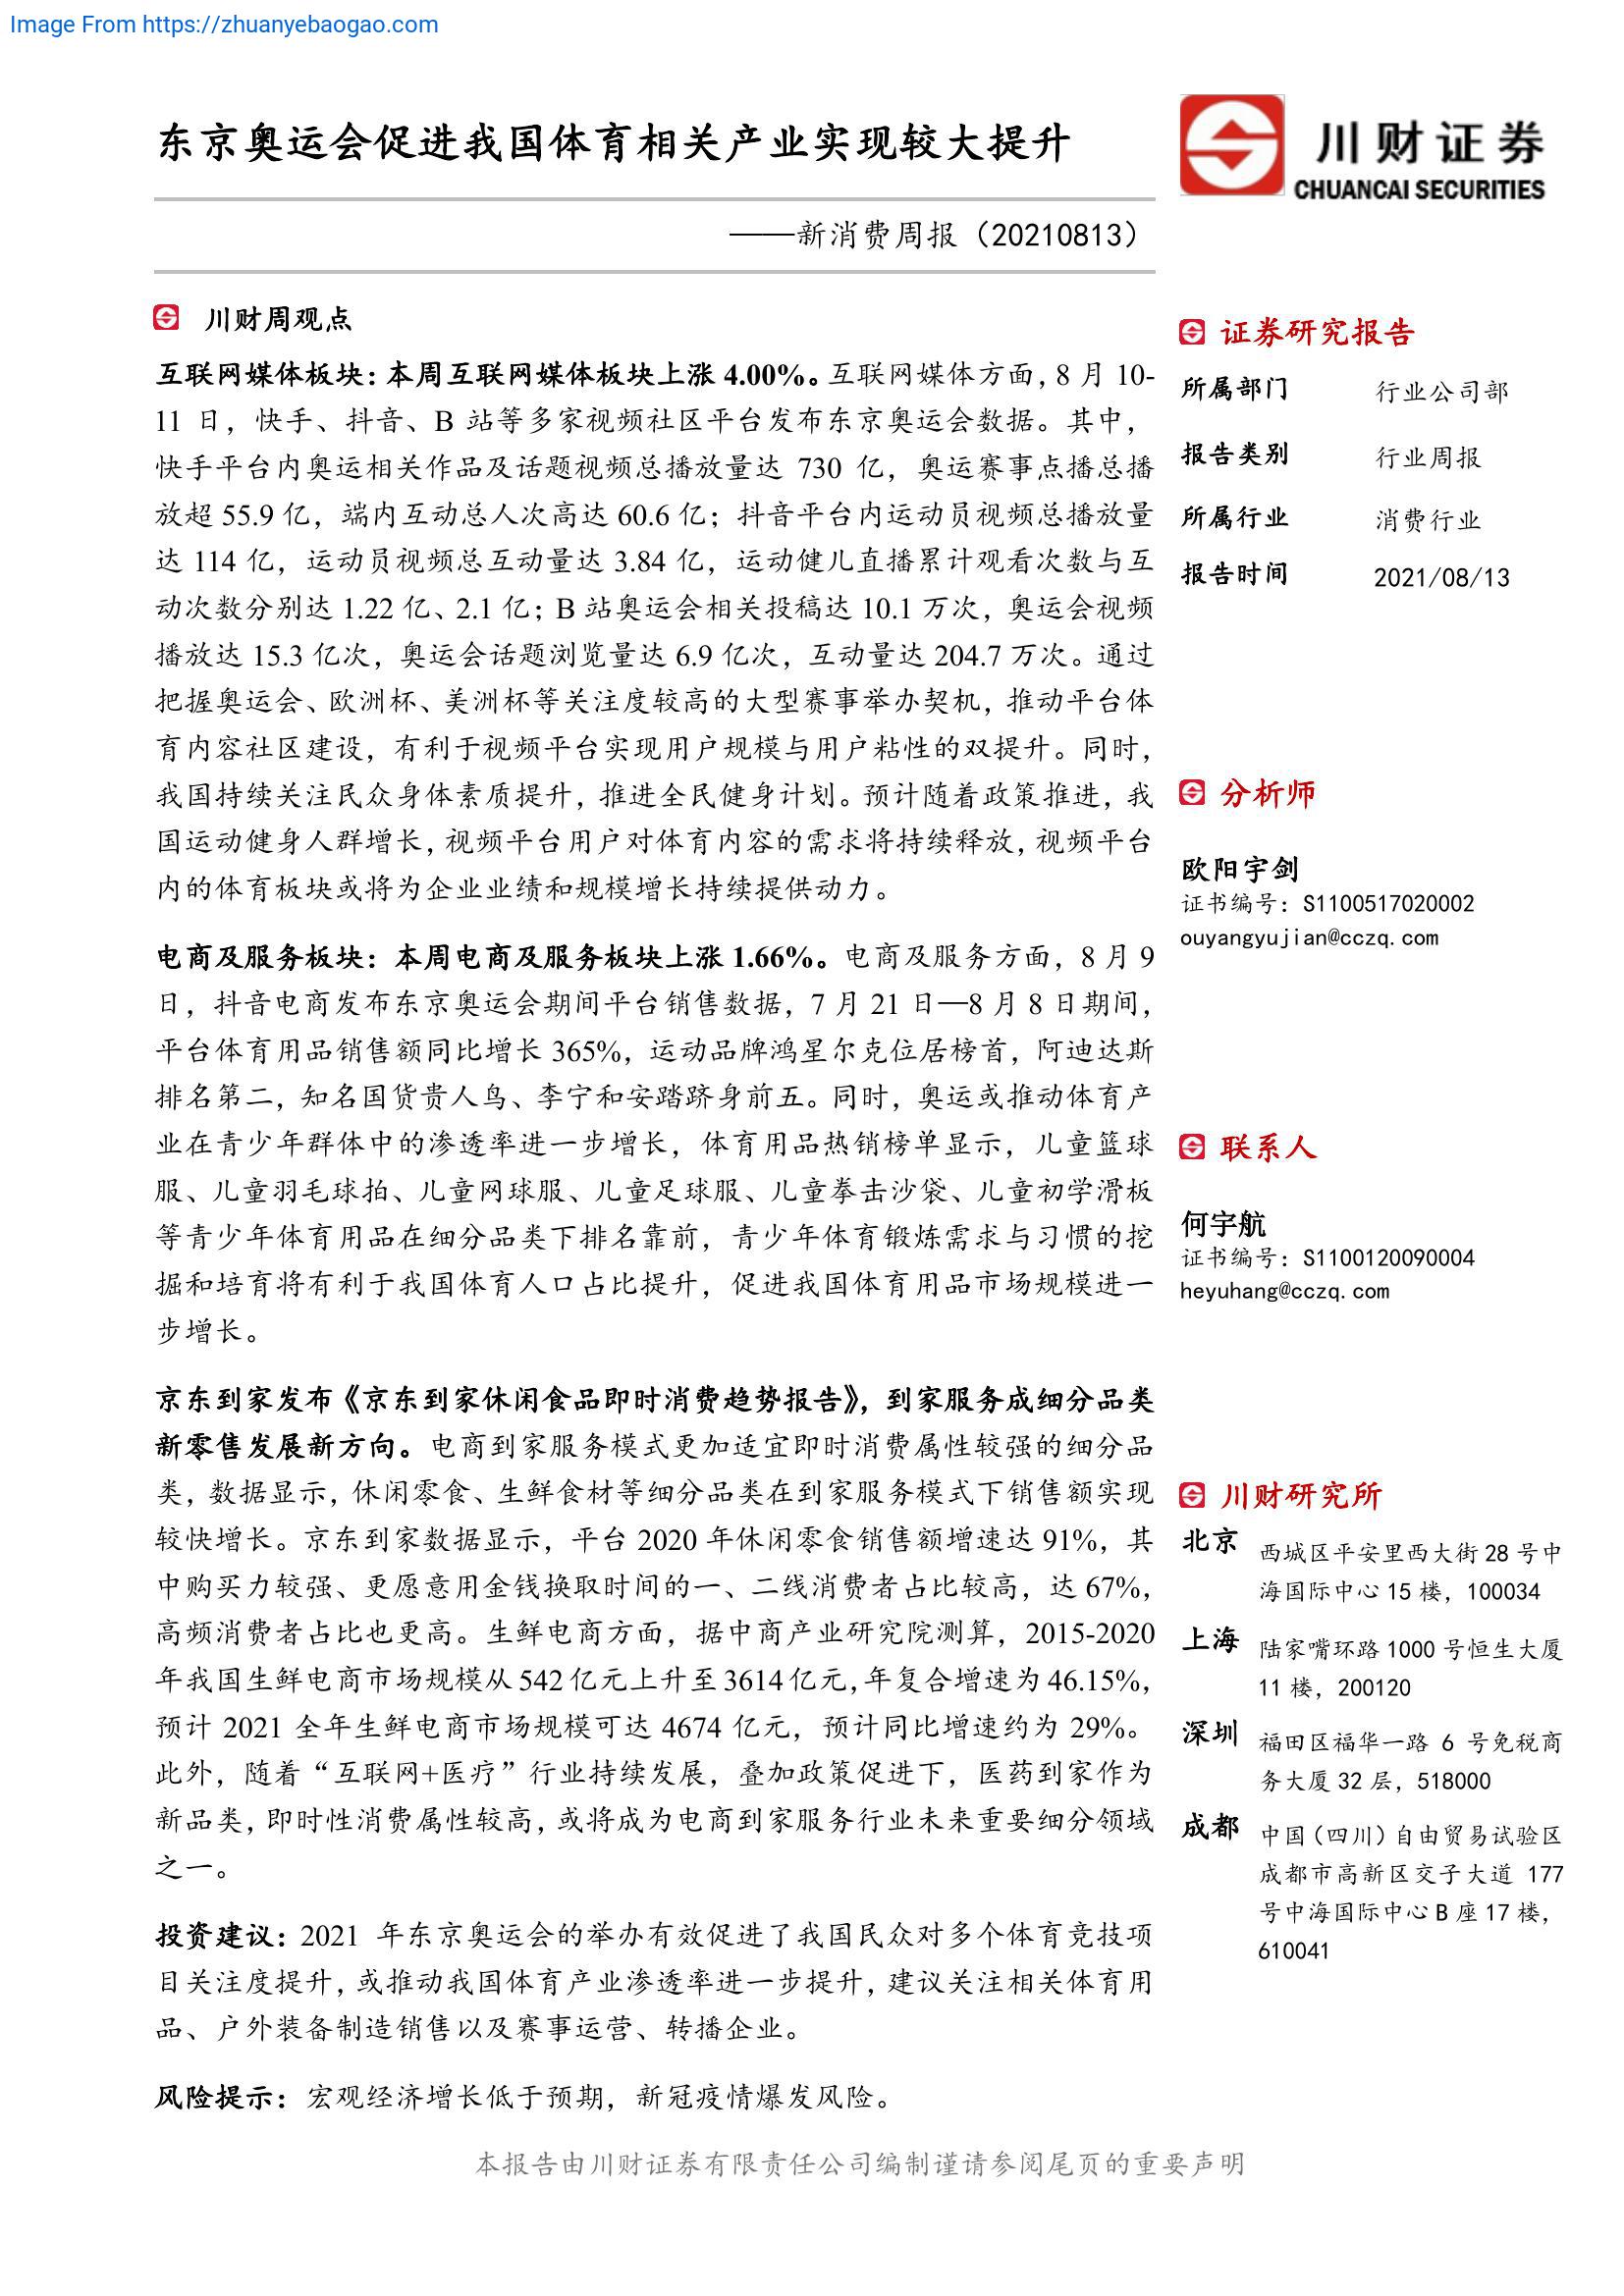 Image From https://zhuanyebaogao.com
东京奥运会促进我国体育相关产业实现较大提升
——新消费周报（20210813）
川财证券
CHUANCAI SECURITIES
川财周观点
互联网媒体板块：本周互联网媒体板块上涨 4.00%。互联网媒体方面，8 月 10-
11 日，快手、抖音、B 站等多家视频社区平台发布东京奥运会数据。其中，
快手平台内奥运相关作品及话题视频总播放量达 730 亿，奥运赛事点播总播
放超 55.9 亿，端内互动总人次高达 60.6 亿；抖音平台内运动员视频总播放量
达 114 亿，运动员视频总互动量达 3.84 亿，运动健儿直播累计观看次数与互
动次数分别达 1.22 亿、2.1 亿；B 站奥运会相关投稿达 10.1 万次，奥运会视频
播放达 15.3 亿次，奥运会话题浏览量达 6.9 亿次，互动量达 204.7 万次。通过
把握奥运会、欧洲杯、美洲杯等关注度较高的大型赛事举办契机，推动平台体
育内容社区建设，有利于视频平台实现用户规模与用户粘性的双提升。同时，
我国持续关注民众身体素质提升，推进全民健身计划。预计随着政策推进，我
国运动健身人群增长，视频平台用户对体育内容的需求将持续释放，视频平台
内的体育板块或将为企业业绩和规模增长持续提供动力。
电商及服务板块：本周电商及服务板块上涨 1.66%。电商及服务方面，8 月 9
日，抖音电商发布东京奥运会期间平台销售数据，7 月 21 日—8 月 8 日期间，
平台体育用品销售额同比增长 365%，运动品牌鸿星尔克位居榜首，阿迪达斯
排名第二，知名国货贵人鸟、李宁和安踏跻身前五。同时，奥运或推动体育产
业在青少年群体中的渗透率进一步增长，体育用品热销榜单显示，儿童篮球
服、儿童羽毛球拍、儿童网球服、儿童足球服、儿童拳击沙袋、儿童初学滑板
等青少年体育用品在细分品类下排名靠前，青少年体育锻炼需求与习惯的挖
掘和培育将有利于我国体育人口占比提升，促进我国体育用品市场规模进一
步增长。
京东到家发布《京东到家休闲食品即时消费趋势报告》，到家服务成细分品类
新零售发展新方向。电商到家服务模式更加适宜即时消费属性较强的细分品
类，数据显示，休闲零食、生鲜食材等细分品类在到家服务模式下销售额实现
较快增长。京东到家数据显示，平台 2020 年休闲零食销售额增速达 91%，其
中购买力较强、更愿意用金钱换取时间的一、二线消费者占比较高，达 67%，
高频消费者占比也更高。生鲜电商方面，据中商产业研究院测算，2015-2020
年我国生鲜电商市场规模从 542 亿元上升至 3614 亿元，年复合增速为 46.15%，
预计 2021 全年生鲜电商市场规模可达 4674 亿元，预计同比增速约为 29%。
此外，随着“互联网+医疗”行业持续发展，叠加政策促进下，医药到家作为
新品类，即时性消费属性较高，或将成为电商到家服务行业未来重要细分领域
之一。
投资建议：2021 年东京奥运会的举办有效促进了我国民众对多个体育竞技项
目关注度提升，或推动我国体育产业渗透率进一步提升，建议关注相关体育用
品、户外装备制造销售以及赛事运营、转播企业。
风险提示：宏观经济增长低于预期，新冠疫情爆发风险。
证券研究报告
所属部门 行业公司部
报告类别 行业周报
所属行业 消费行业
报告时间 2021/08/13
分析师
欧阳宇剑
证书编号：S1100517020002
ouyangyujian@cczq.com
联系人
何宇航
证书编号：S1100120090004
heyuhang@cczq.com
川财研究所
北京 西城区平安里西大街 28 号中
海国际中心 15 楼，100034
上海 陆家嘴环路 1000 号恒生大厦
11 楼，200120
深圳 福田区福华一路 6 号免税商
务大厦 32 层，518000
成都 中国（四川）自由贸易试验区
成都市高新区交子大道 177
号中海国际中心 B 座 17 楼，
610041
本报告由川财证券有限责任公司编制谨请参阅尾页的重要声明